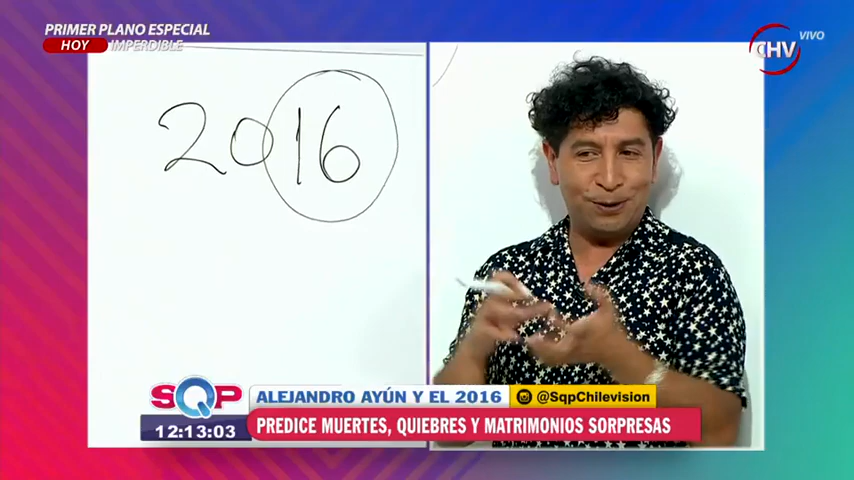 PRIMER PLANO ESPECIAL
HOY IMPERDIBLE
CHV VIVO
2016
SQP
ALEJANDRO AYÚN Y EL 2016
@SqpChilevision
12:13:03
PREDICE MUERTES, QUIEBRES Y MATRIMONIOS SORPRESAS